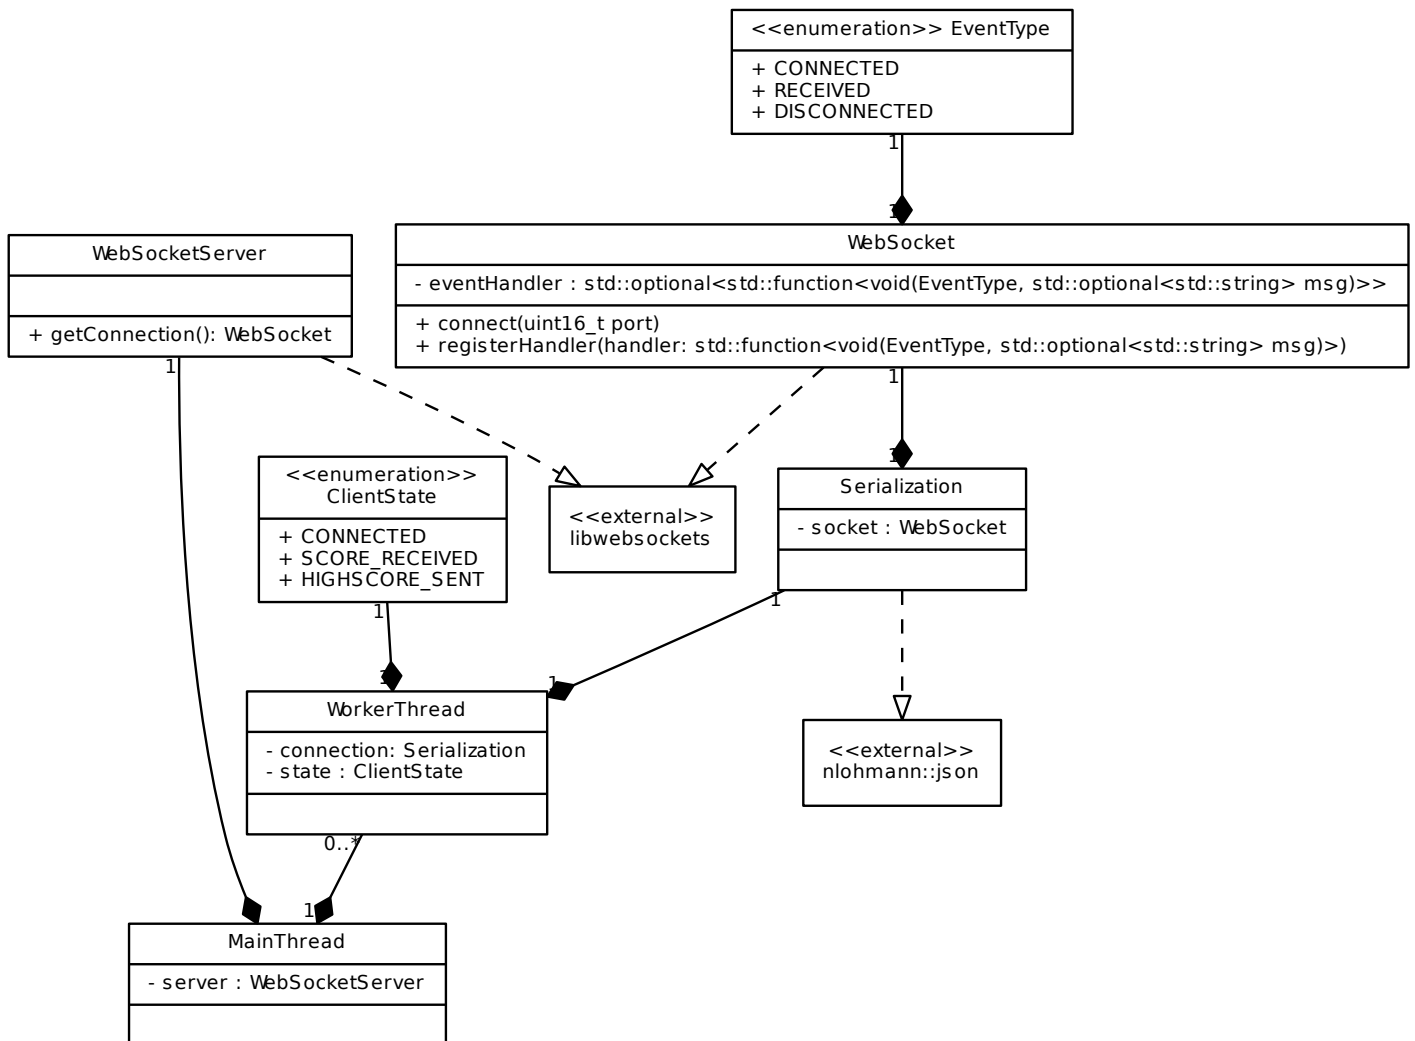 <<enumeration>> EventType
+ CONNECTED
+ RECEIVED
+ DISCONNECTED
1
1
WebSocketServer
+ getConnection(): WebSocket
1
WebSocket
- eventHandler : std::optional<std::function<void(EventType, std::optional<std::string> msg)>>
+ connect(uint16_t port)
+ registerHandler(handler: std::function<void(EventType, std::optional<std::string> msg)>)
1
1
<<enumeration>>
ClientState
+ CONNECTED
+ SCORE_RECEIVED
+ HIGHSCORE_SENT
1
<<external>>
libwebsockets
Serialization
- socket : WebSocket
1
1
1
WorkerThread
- connection: Serialization
- state : ClientState
0..*
<<external>>
nlohmann::json
1
MainThread
- server : WebSocketServer